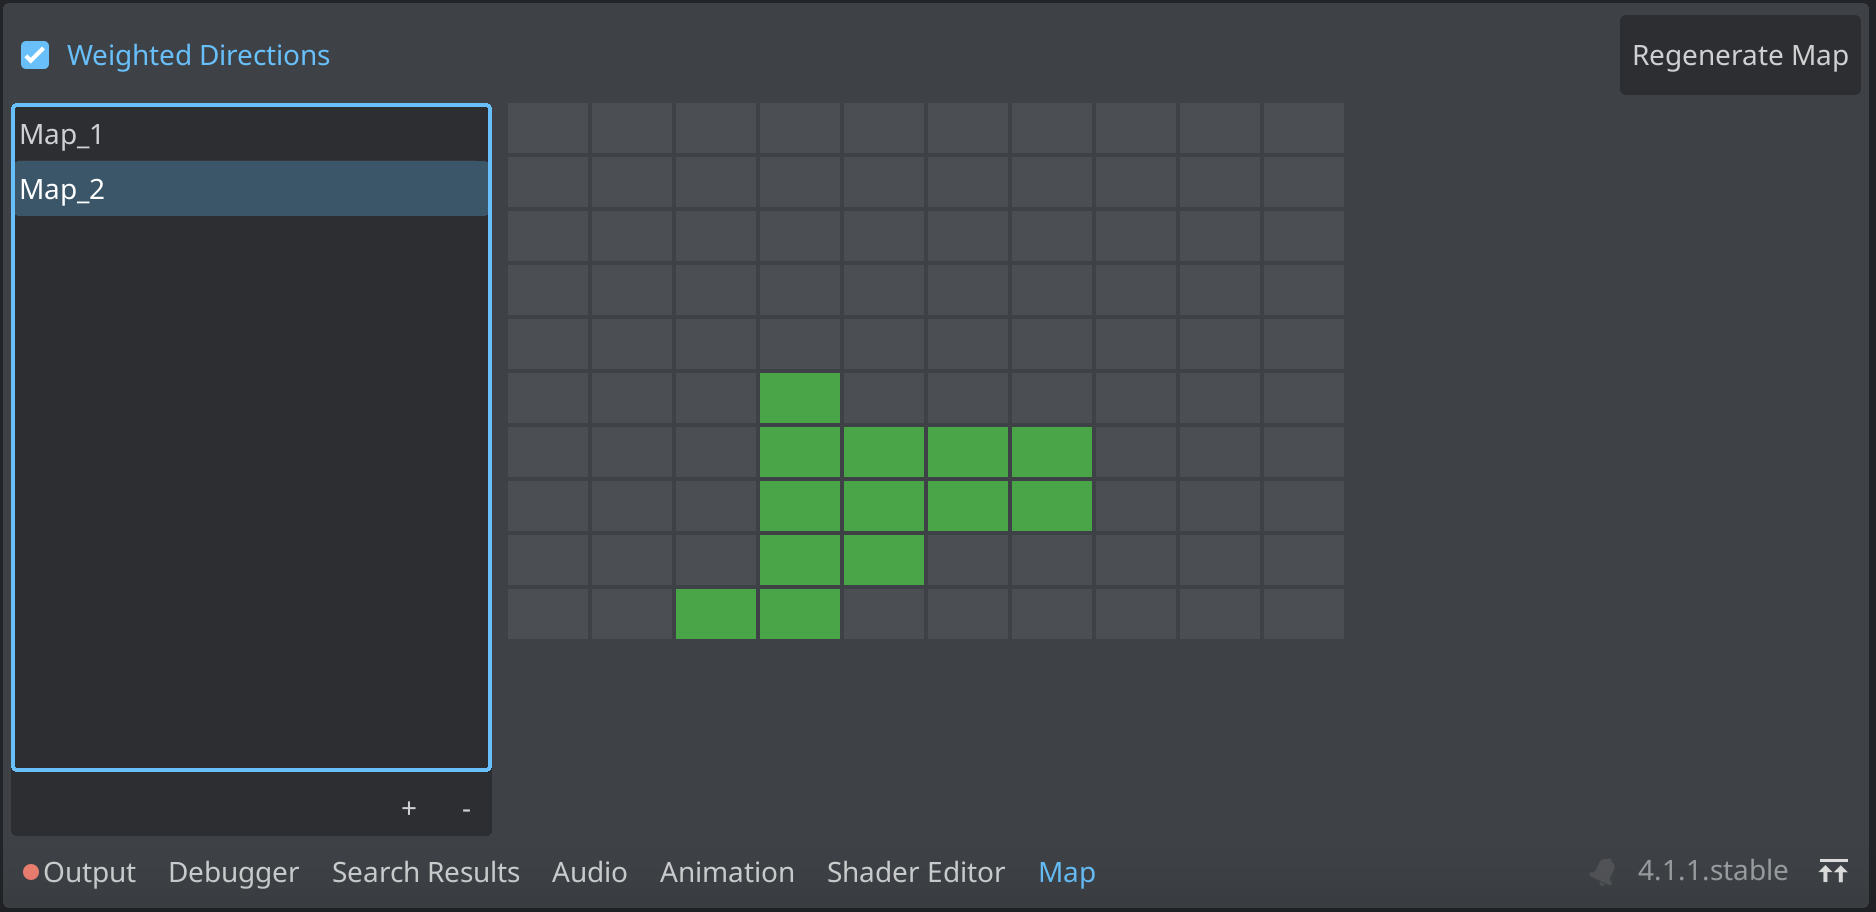 Weighted Directions
Regenerate Map
Map_1
Map_2
+ -
Output Debugger Search Results Audio Animation Shader Editor Map 4.1.1.stable